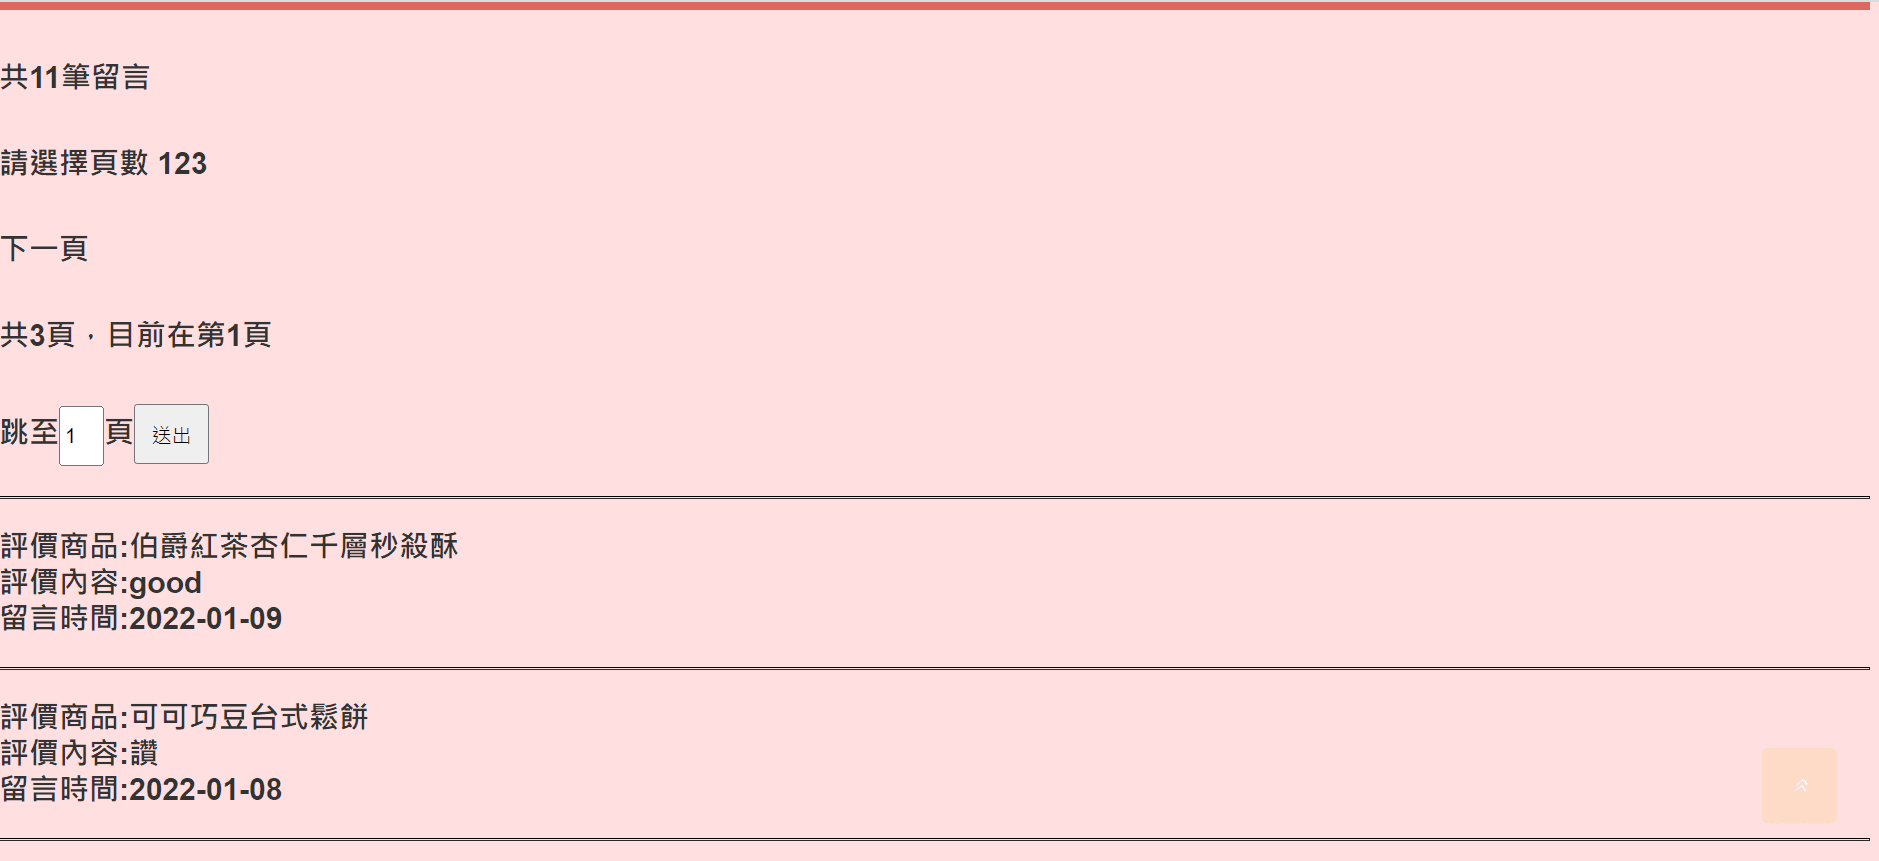 共11筆留言
請選擇頁數 123
下一頁
共3頁，目前在第1頁
跳至1頁送出
評價商品:伯爵紅茶杏仁千層秒殺酥
評價內容:good
留言時間:2022-01-09
評價商品:可可巧豆台式鬆餅
評價內容:讚
留言時間:2022-01-08